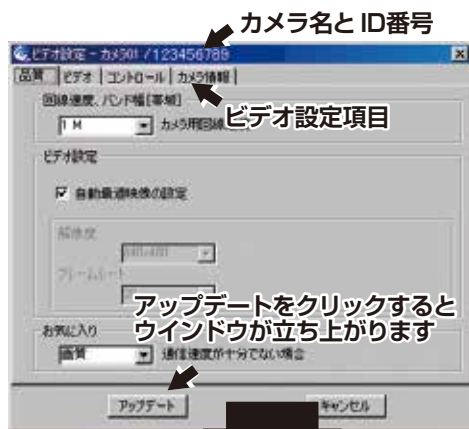 カメラ名とID番号
ビデオ設定 - カメラ01 / 123456789
品質 ビデオ コントロール カメラ情報
回線速度、バンド幅[帯域]
1 M カメラ用回線
ビデオ設定項目
ビデオ設定
自動最適映像の設定
解像度
640x480
フレームレート
アップデートをクリックすると
ウインドウが立ち上がります
お気に入り
画質 通信速度が十分でない場合
アップデート キャンセル